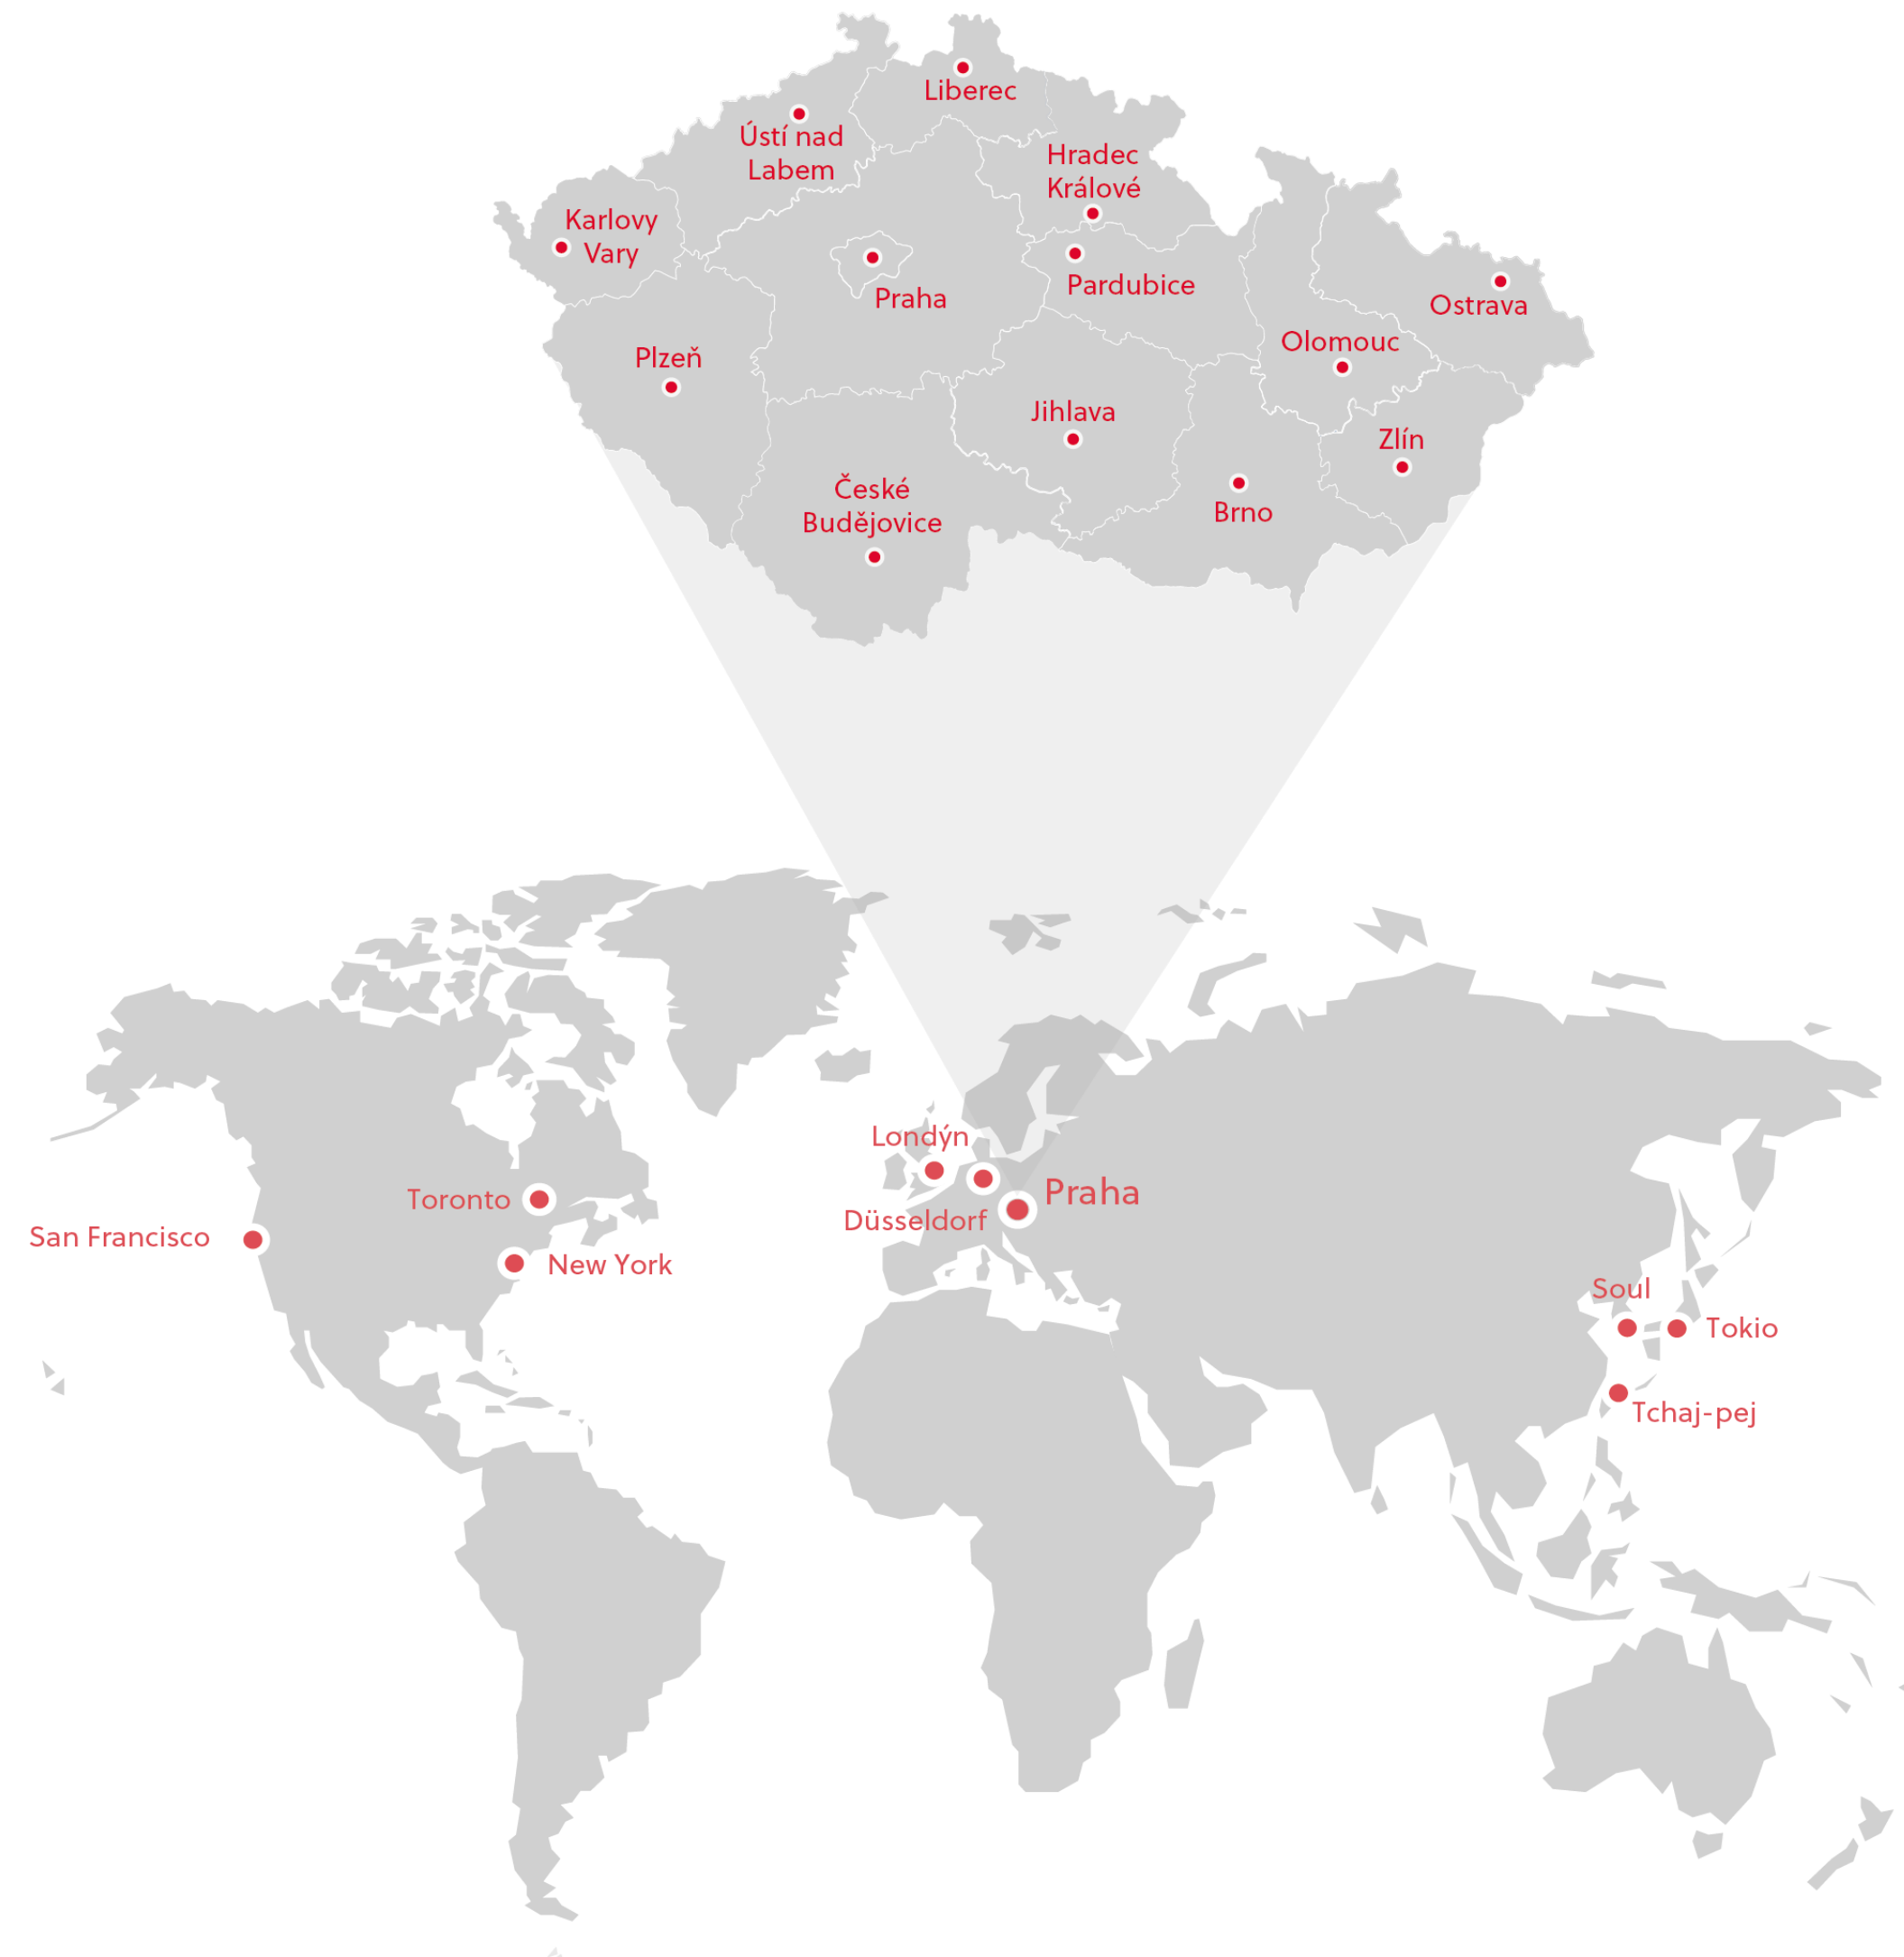 Liberec
Ústí nad
Labem
Hradec
Králové
Karlovy
Vary
Praha
Pardubice
Ostrava
Olomouc
Plzeň
Jihlava
Zlín
České
Budějovice
Brno
Londýn
Praha
Toronto
Düsseldorf
San Francisco
New York
Soul
Tokio
Tchaj-pej